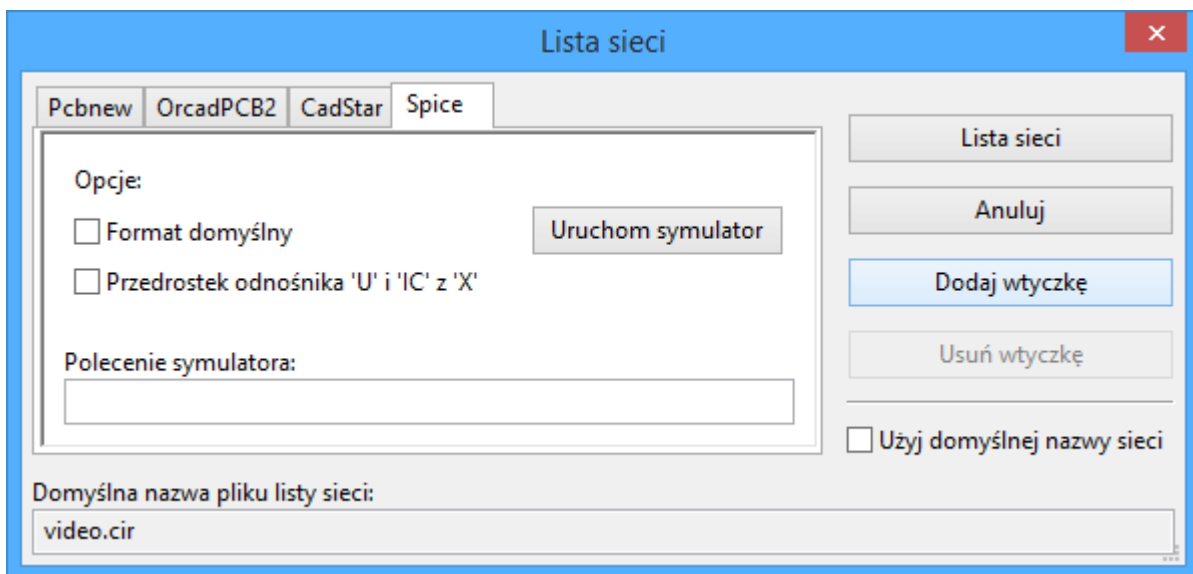 Lista sieci
Pcbnew OrcadPCB2 CadStar Spice
Opcje:
Format domyślny
Uruchom symulator
Przedrostek odnośnika 'U' i 'IC' z 'X'
Polecenie symulatora:
Lista sieci
Anuluj
Dodaj wtyczkę
Usuń wtyczkę
Użyj domyślnej nazwy sieci
Domyślna nazwa pliku listy sieci:
video.cir